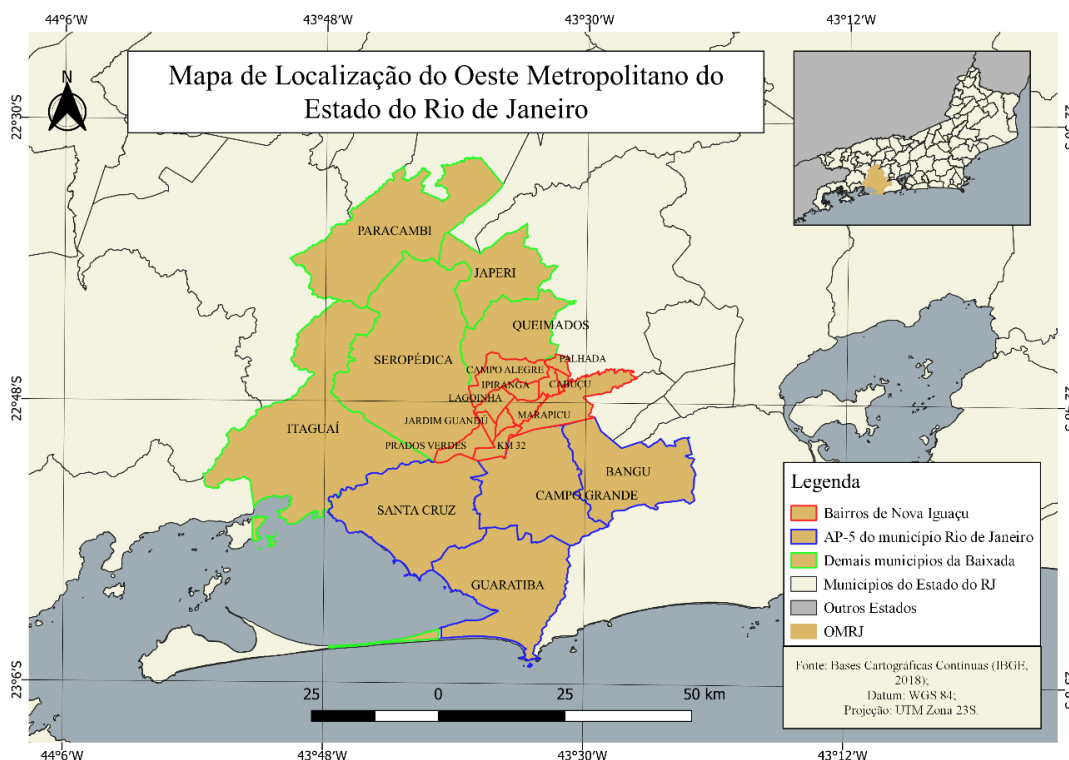 44°6'W 43°48'W 43°30'W 43°12'W
Mapa de Localização do Oeste Metropolitano do
Estado do Rio de Janeiro
N
22°30'S
PARACAMBI
JAPERI
QUEIMADOS
SEROPÉDICA
PALHADA
CAMPO ALEGRE
IPIRANGA
CABUÇU
LAGOINHA
22°48'S
MARAPICU
JARDIM GUANDÚ
ITAGUAÍ
PRADOS VERDES
KM 32
BANGU
CAMPO GRANDE
SANTA CRUZ
GUARATIBA
23°6'S
Legenda
Bairros de Nova Iguaçu
AP-5 do município Rio de Janeiro
Demais municípios da Baixada
Municípios do Estado do RJ
Outros Estados
OMRJ
Fonte: Bases Cartográficas Contínuas (IBGE,
2018);
Datum: WGS 84;
Projeção: UTM Zona 23S.
25 0 25 50 km
44°6'W 43°48'W 43°30'W 43°12'W